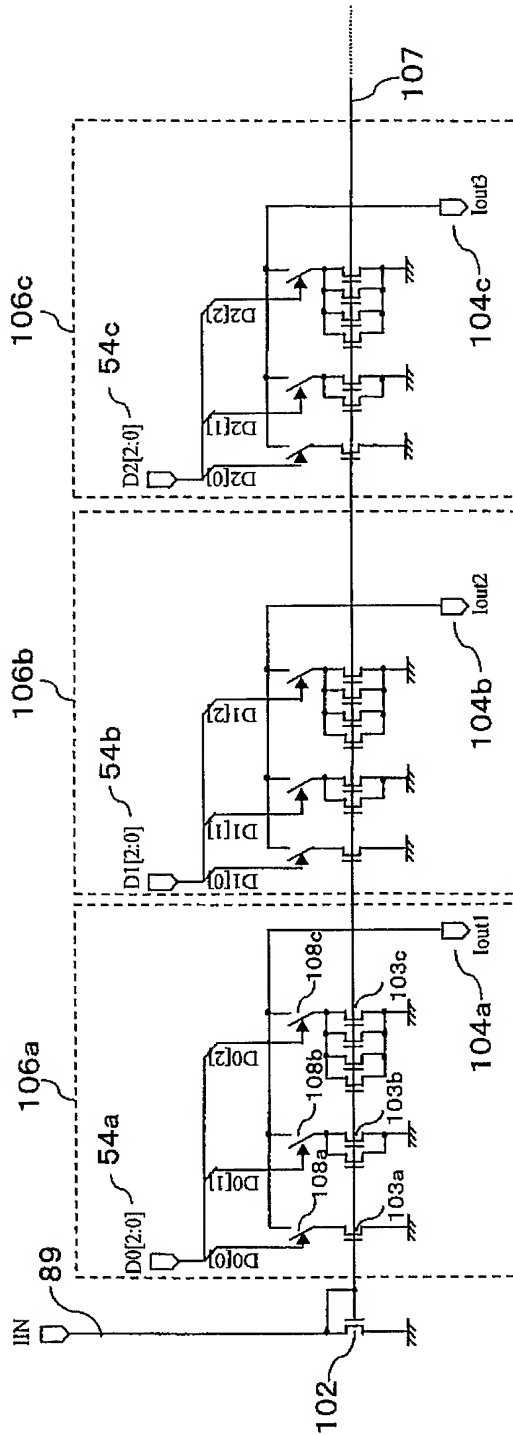 106a
106b
106c
89
54a
54b
54c
IIN
D0[2:0]
D1[2:0]
D2[2:0]
D0[0]
D0[1]
D0[2]
D1[0]
D1[1]
D1[2]
D2[0]
D2[1]
D2[2]
108a
108b
108c
107
102
103a
103b
103c
Iout1
Iout2
Iout3
104a
104b
104c